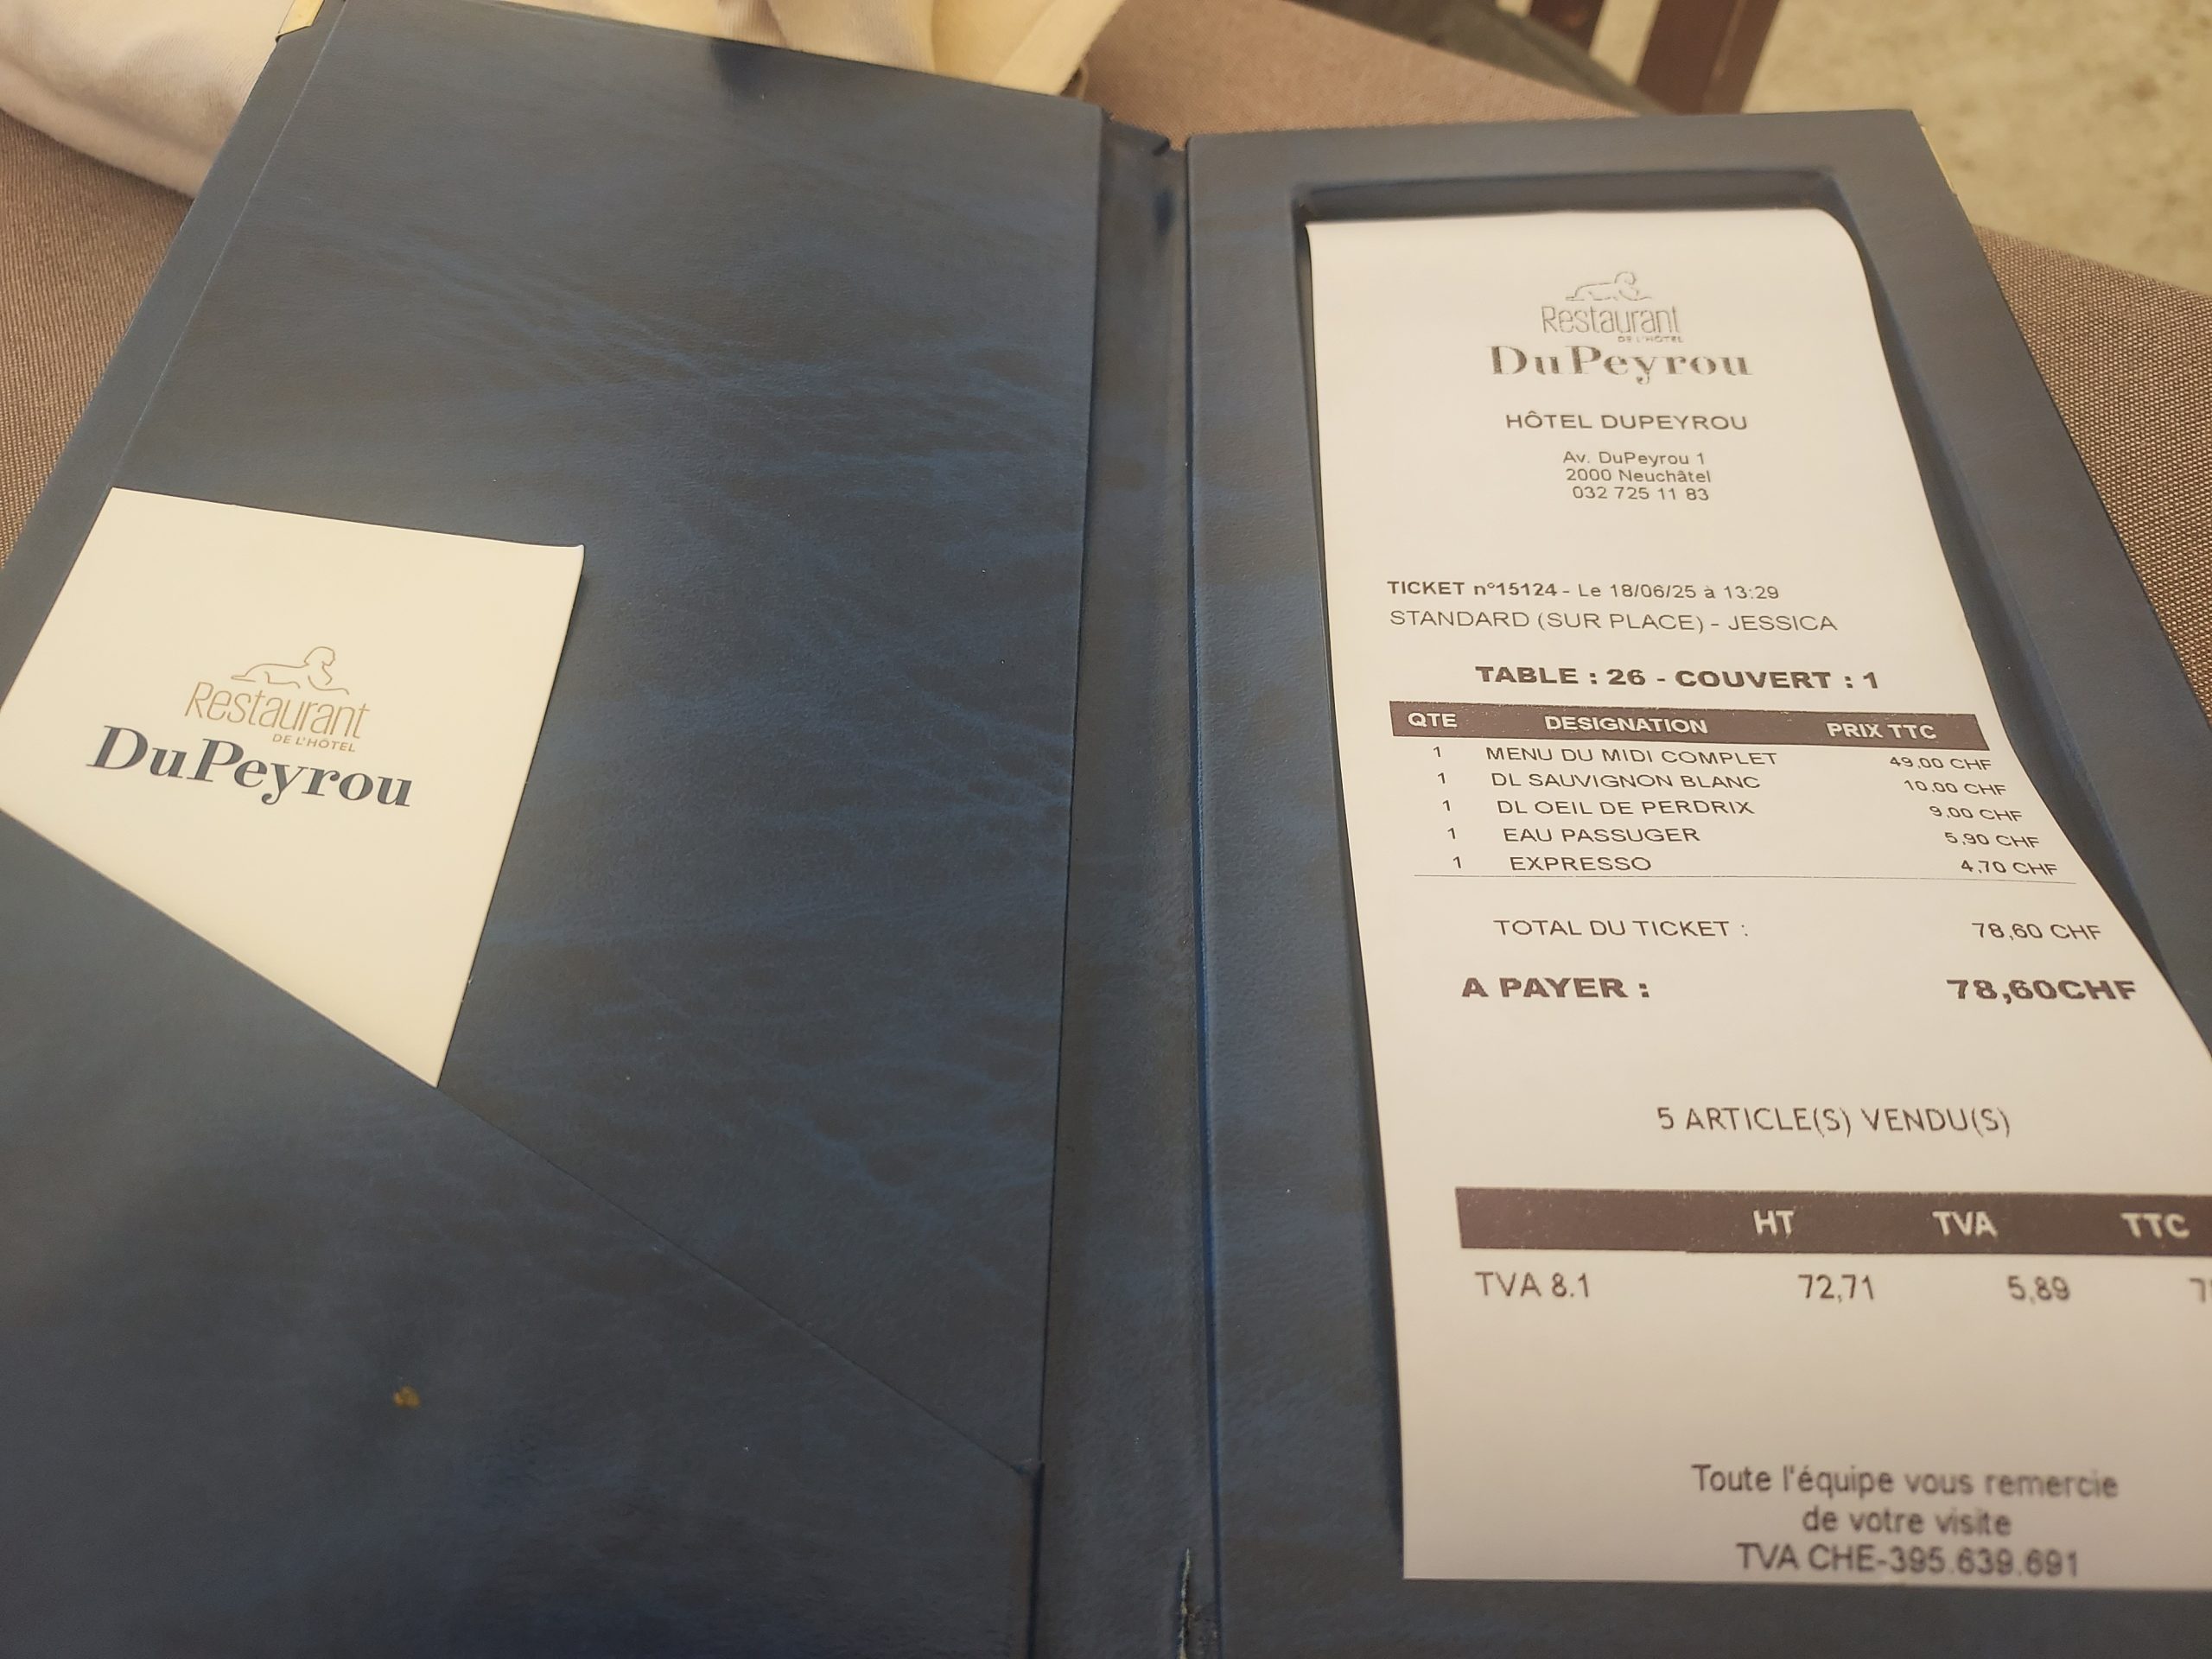 Restaurant
DE L'HÔTEL
DuPeyrou
Restaurant
DE L'HÔTEL
DuPeyrou
HÔTEL DUPEYROU
Av. DuPeyrou 1
2000 Neuchâtel
032 725 11 83
TICKET n°15124 - Le 18/06/25 à 13:29
STANDARD (SUR PLACE) - JESSICA
TABLE : 26 - COUVERT : 1
QTE DESIGNATION PRIX TTC
1 MENU DU MIDI COMPLET 49,00 CHF
1 DL SAUVIGNON BLANC 10,00 CHF
1 DL OEIL DE PERDRIX 9,00 CHF
1 EAU PASSUGER 5,90 CHF
1 EXPRESSO 4,70 CHF
TOTAL DU TICKET : 78,60 CHF
A PAYER : 78,60CHF
5 ARTICLE(S) VENDU(S)
HT TVA TTC
TVA 8.1 72,71 5,89
Toute l'équipe vous remercie
de votre visite
TVA CHE-395.639.691